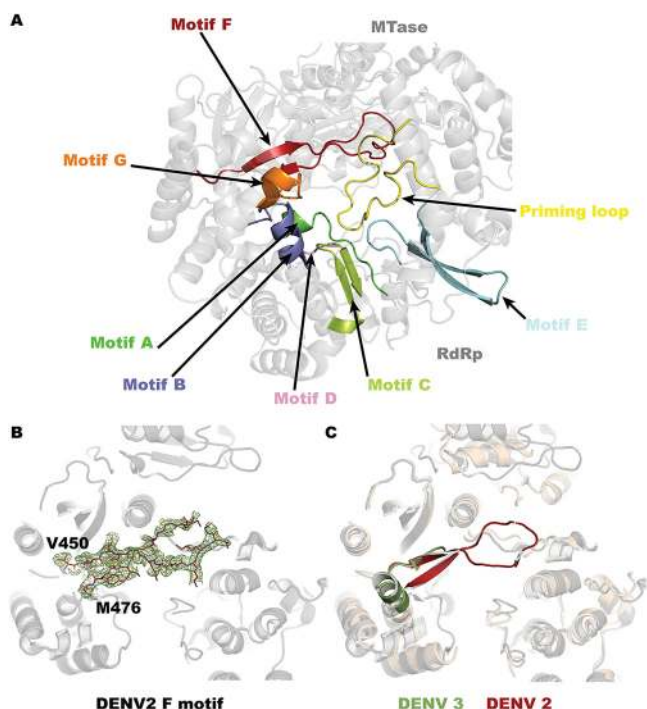 A
Motif F
MTase
Motif G
Priming loop
Motif E
Motif A
RdRp
Motif B
Motif D
Motif C
B
V450
M476
DENV2 F motif
C
DENV 3 DENV 2